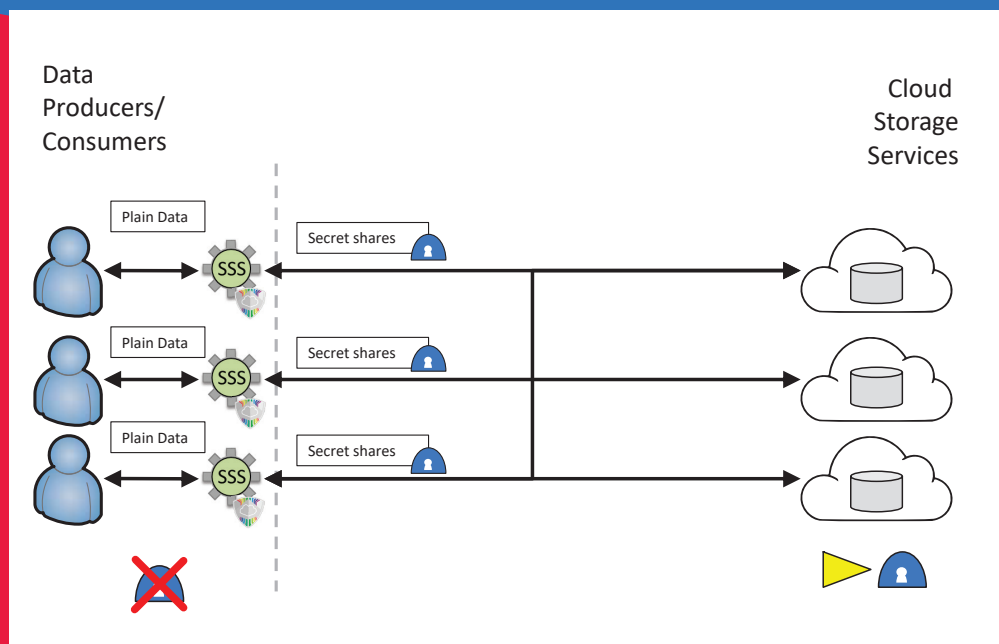 Data
Producers/
Consumers
Cloud
Storage
Services
Plain Data
SSS
Secret shares
Plain Data
SSS
Secret shares
Plain Data
SSS
Secret shares